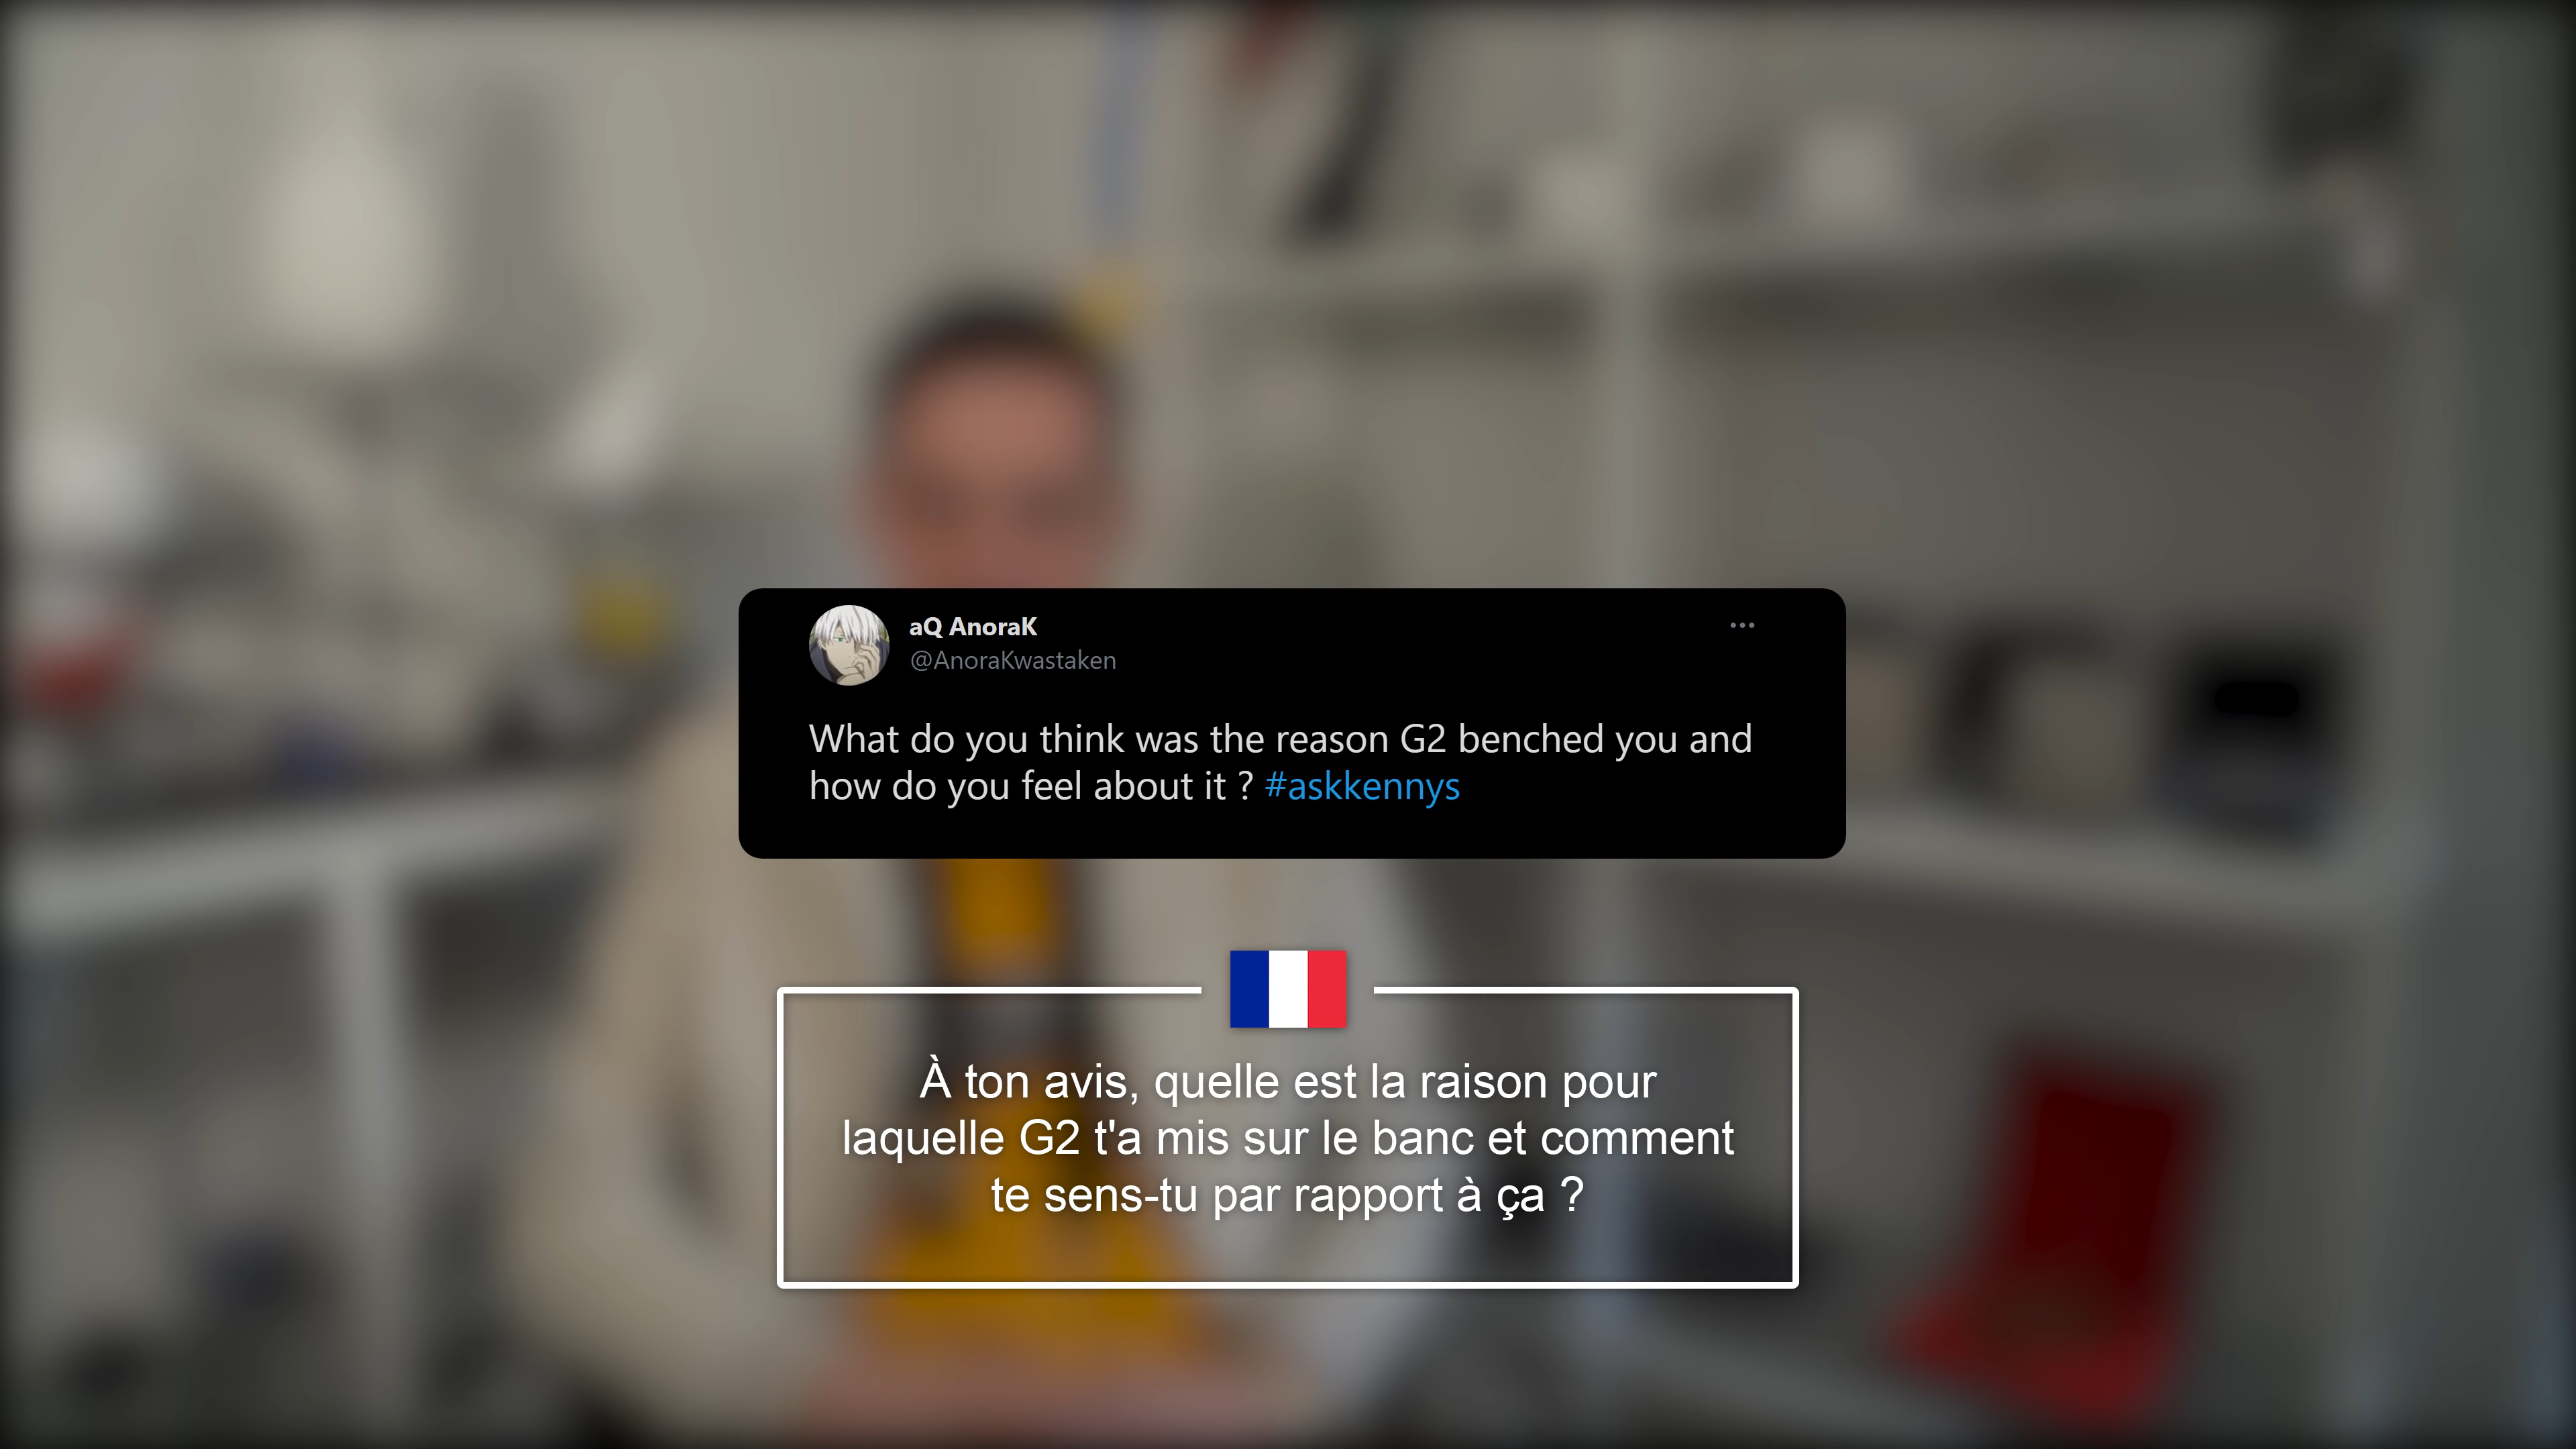 aQ AnoraK
@AnoraKwastaken
What do you think was the reason G2 benched you and
how do you feel about it ? #askkennys
À ton avis, quelle est la raison pour
laquelle G2 t'a mis sur le banc et comment
te sens-tu par rapport à ça ?